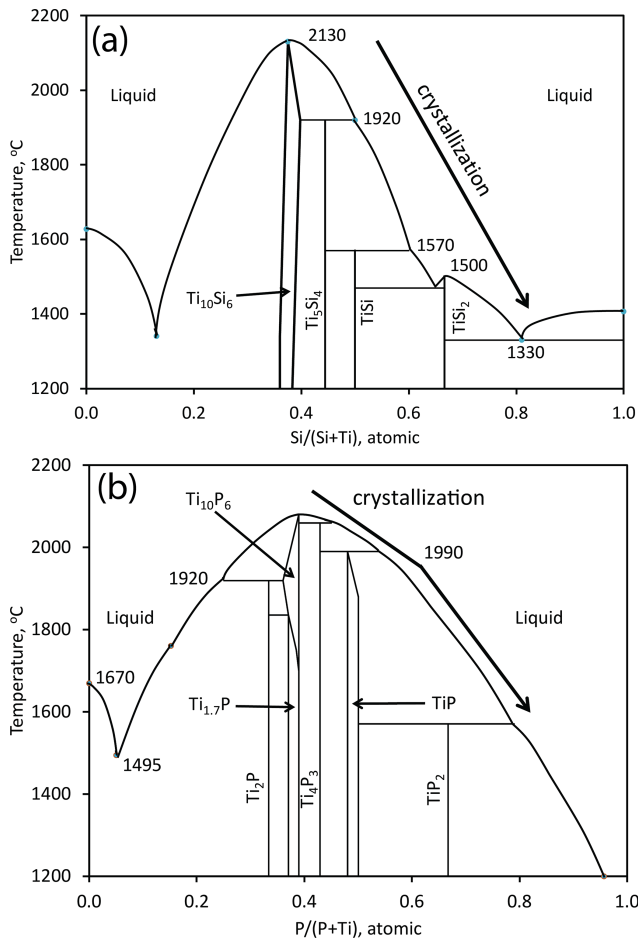 (a)
2200
2000
1800
1600
1400
1200
Temperature, °C
Liquid
2130
Liquid
1920
crystallization
1570
1500
1330
Ti10Si6
Ti5Si4
TiSi
TiSi2
0.0 0.2 0.4 0.6 0.8 1.0
Si/(Si+Ti), atomic
(b)
2200
2000
1800
1600
1400
1200
Temperature, °C
Ti10P6
crystallization
1990
1920
Liquid
Liquid
1670
Ti1.7P
TiP
1495
Ti2P
Ti4P3
TiP2
0.0 0.2 0.4 0.6 0.8 1.0
P/(P+Ti), atomic